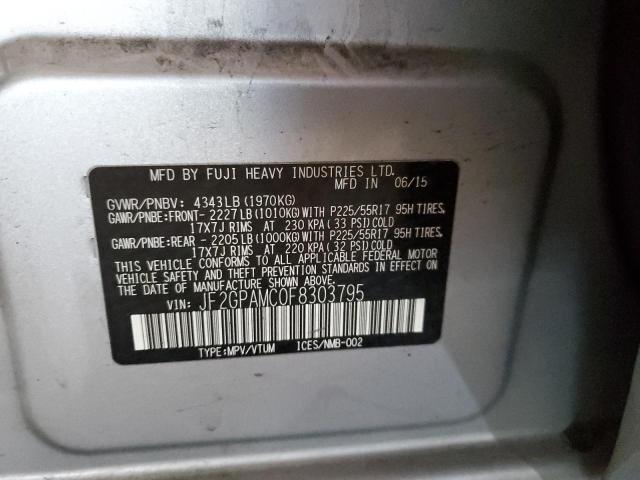 MFD BY FUJI HEAVY INDUSTRIES LTD.
MFD IN 06/15
GVWR/PNBV: 4343LB (1970KG)
GAWR/PNBE:FRONT- 2227LB(1010KG)WITH P225/55R17 95H TIRES,
17X7J RIMS AT 230 KPA (33 PSI)COLD
GAWR/PNBE:REAR - 2205LB(1000KG)WITH P225/55R17 95H TIRES,
17X7J RIMS AT 220 KPA (32 PSI)COLD
THIS VEHICLE CONFORMS TO ALL APPLICABLE FEDERAL MOTOR
VEHICLE SAFETY AND THEFT PREVENTION STANDARDS IN EFFECT ON
THE DATE OF MANUFACTURE SHOWN ABOVE.
VIN: JF2GPAMC0F8303795
TYPE:MPV/VTUM ICES/NMB-002